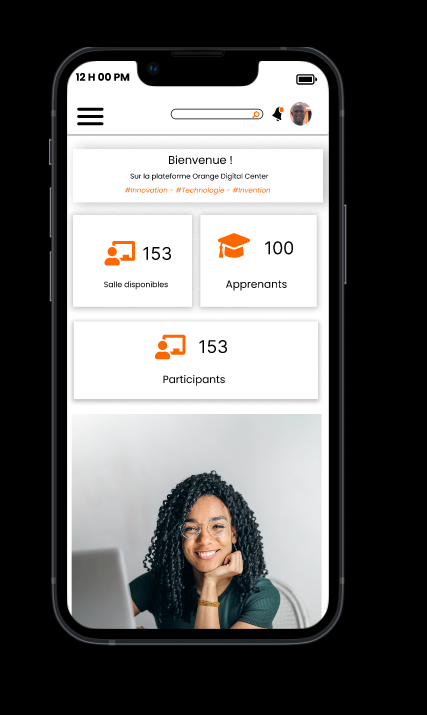 12 H 00 PM
Bienvenue !
Sur la plateforme Orange Digital Center
#Innovation - #Technologie - #Invention
153
Salle disponibles
100
Apprenants
153
Participants